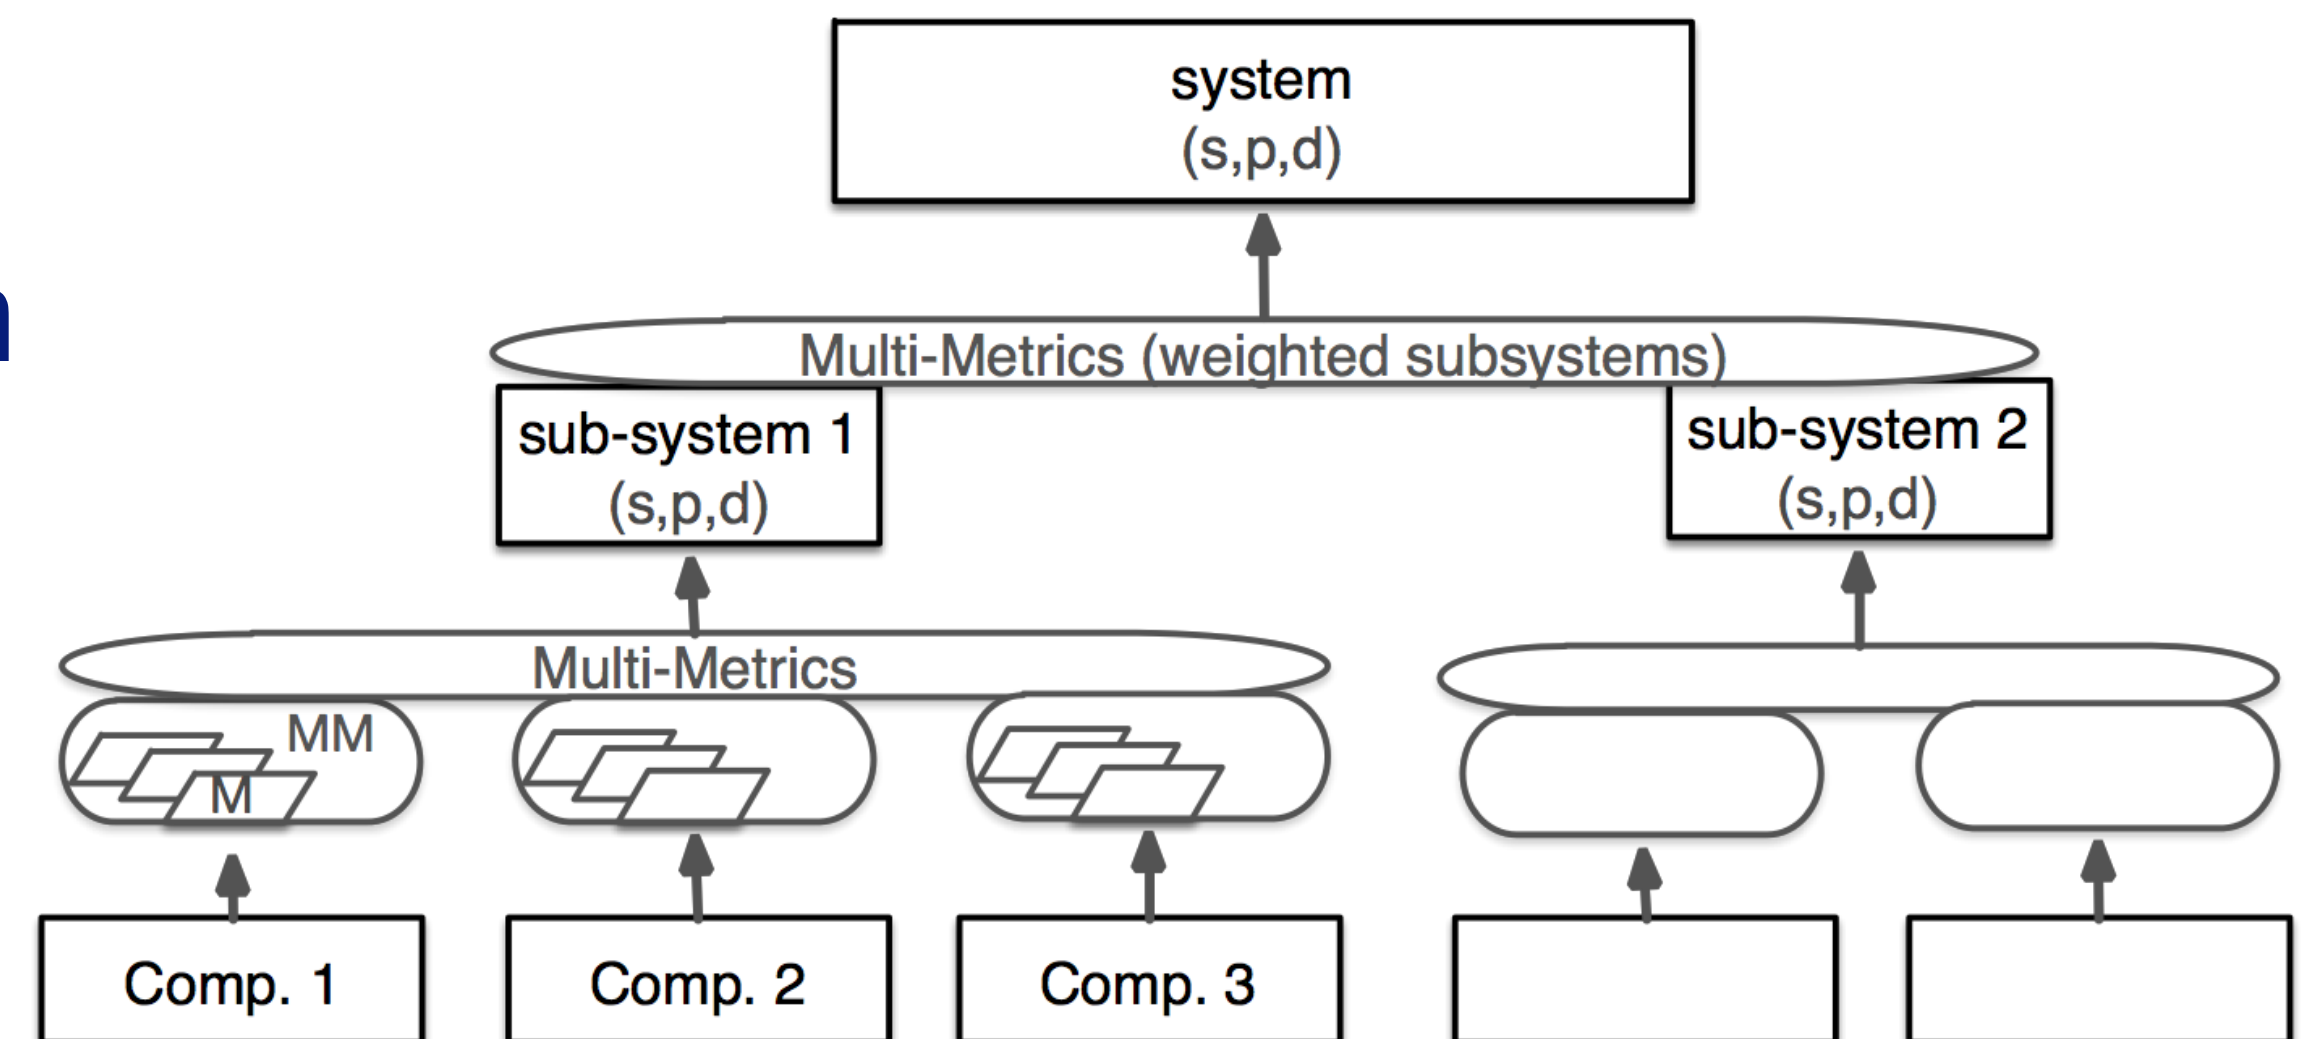 system
(s,p,d)
Multi-Metrics (weighted subsystems)
sub-system 1
(s,p,d)
sub-system 2
(s,p,d)
Multi-Metrics
MM
M
Comp. 1
Comp. 2
Comp. 3